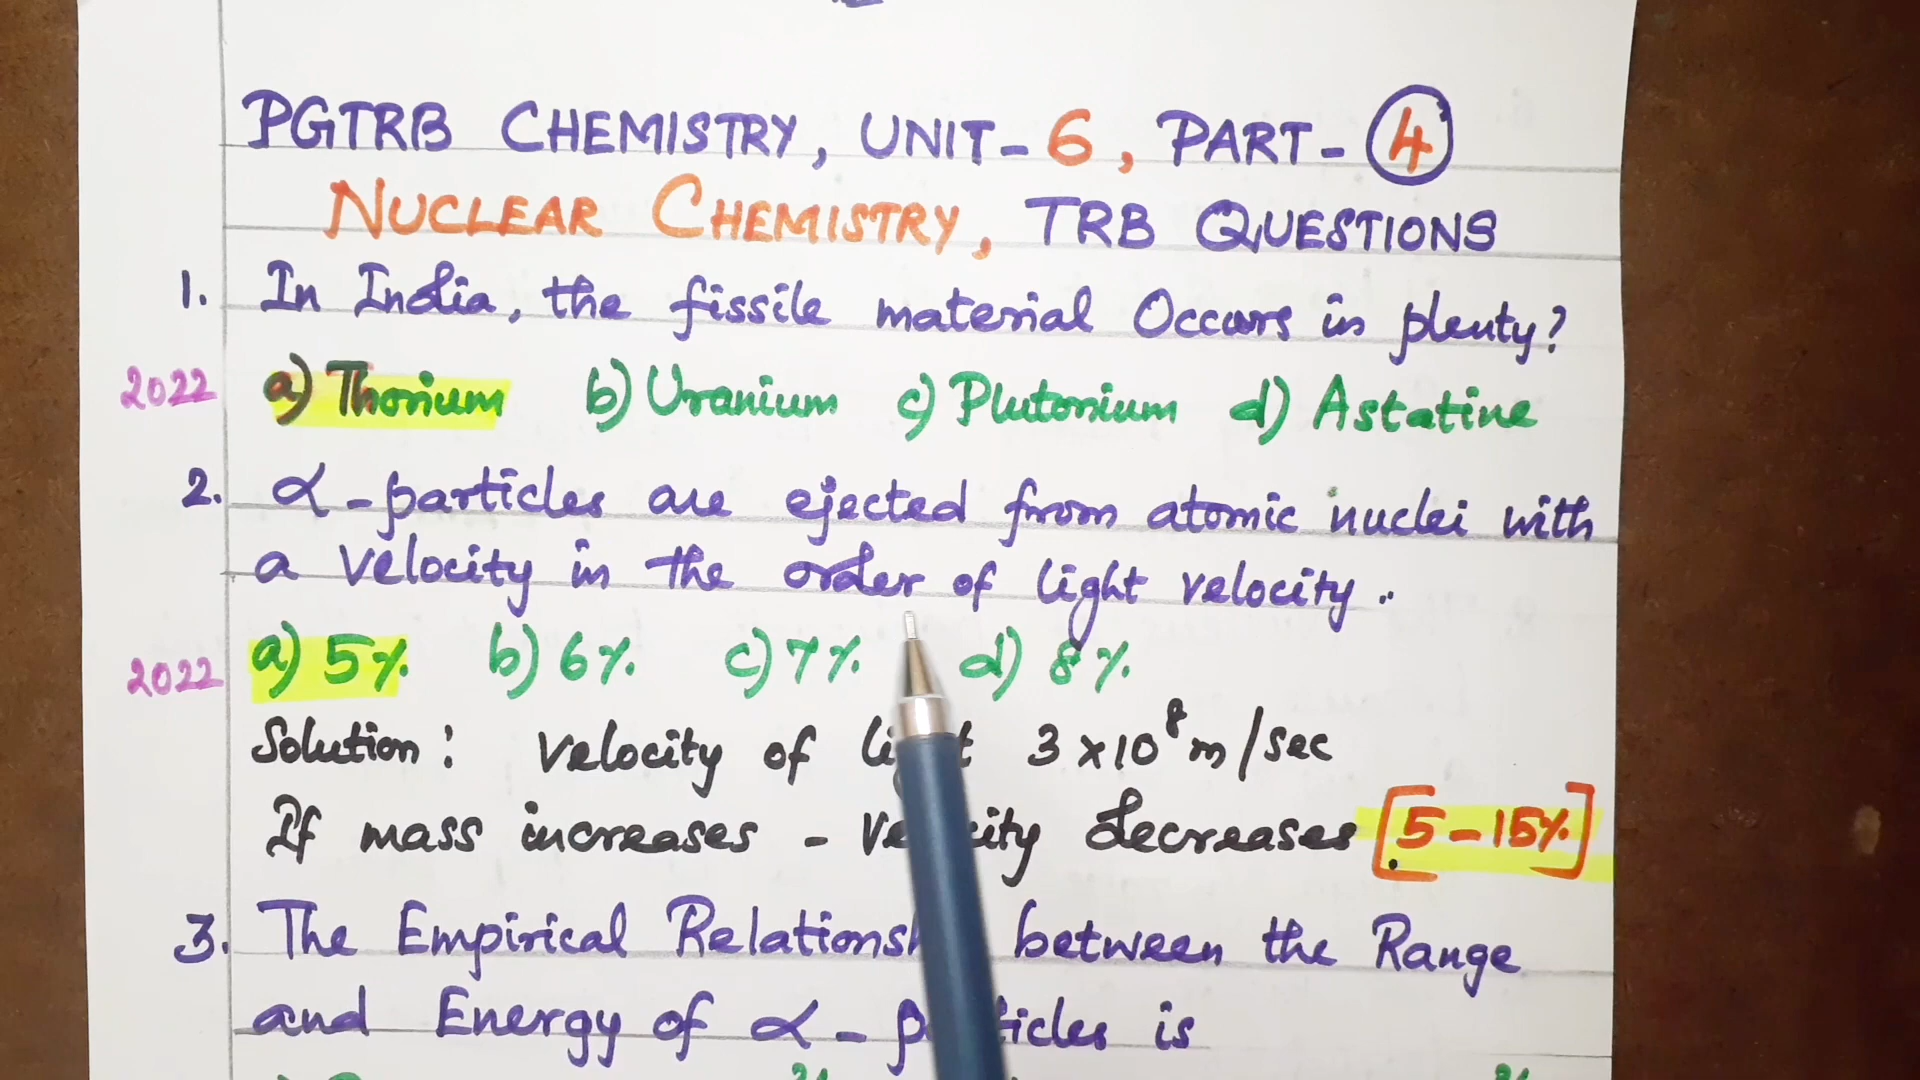 PGTRB CHEMISTRY, UNIT-6, PART-4
NUCLEAR CHEMISTRY, TRB QUESTIONS
1. In India, the fissile material Occurs in plenty?
2022 a) Thorium b) Uranium c) Plutonium d) Astatine
2. α-particles are ejected from atomic nuclei with
a velocity in the order of light velocity..
2022 a) 5% b) 6% c) 7% d) 8%
Solution: Velocity of 3 x 10⁸ m/sec
If mass increases - decreases [5-15%]
3. The Empirical between the Range
and Energy of α- is